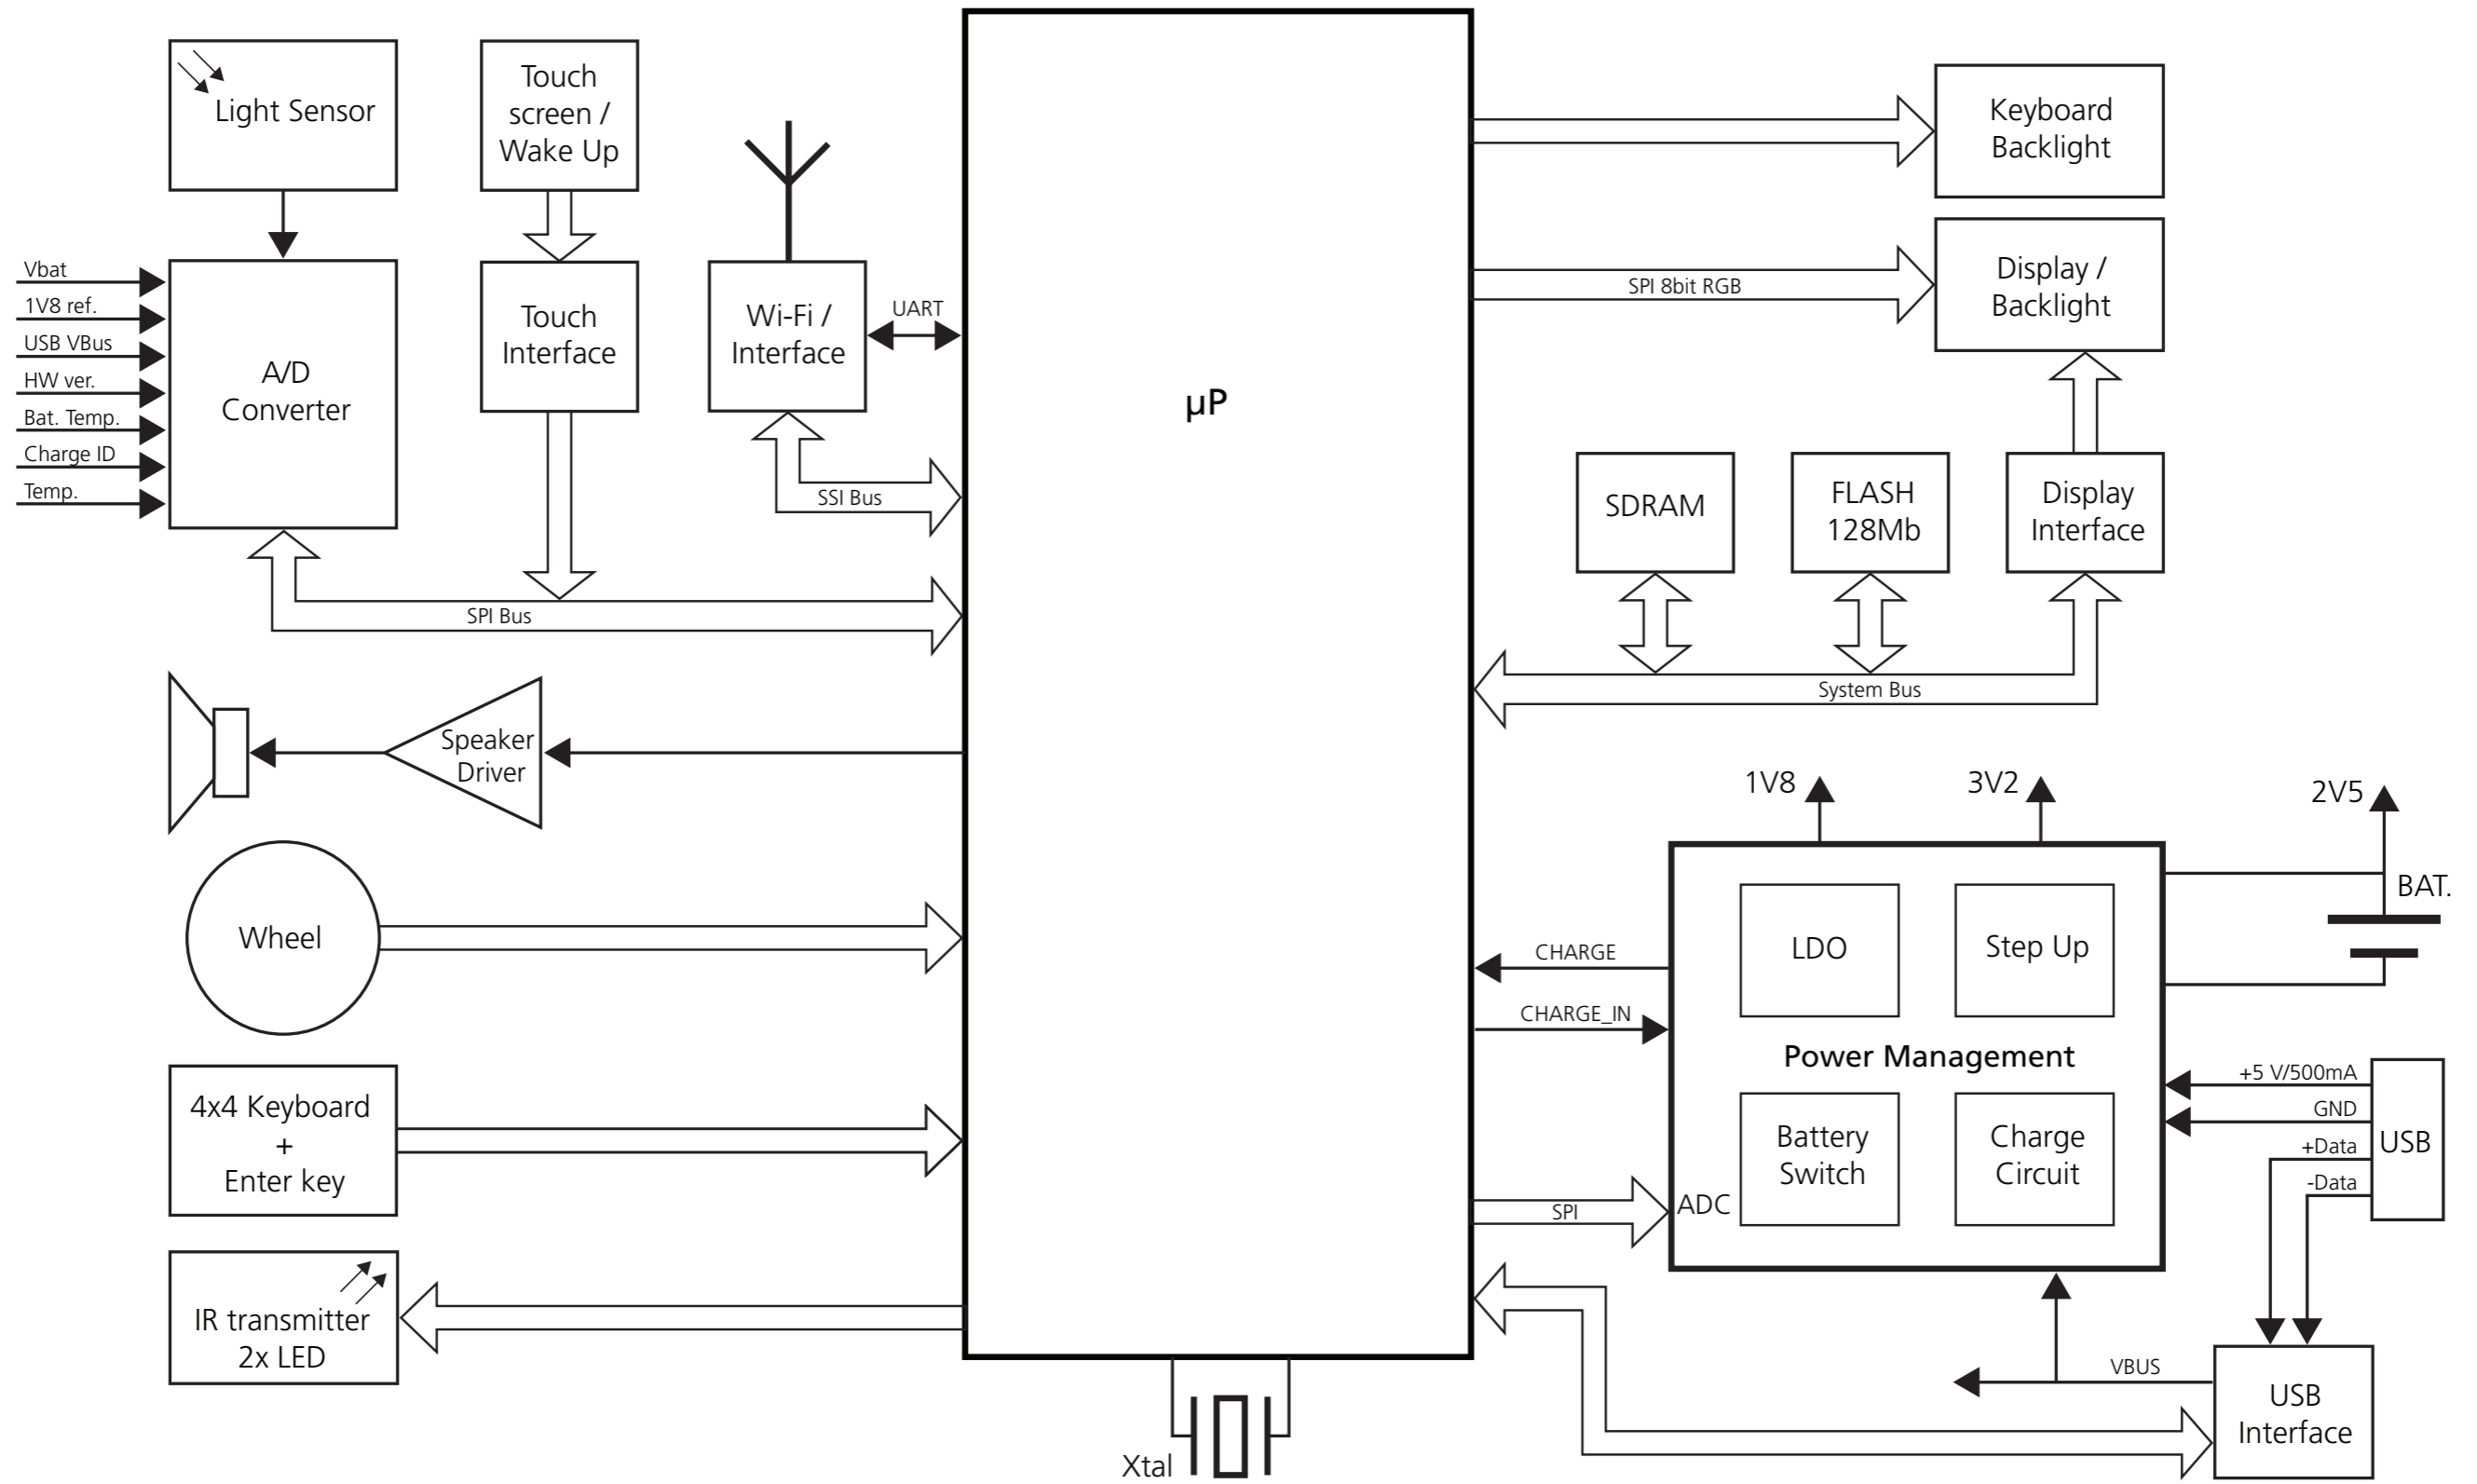 Light Sensor
Touch
screen /
Wake Up
Vbat
1V8 ref.
USB VBus
HW ver.
Bat. Temp.
Charge ID
Temp.
A/D
Converter
Touch
Interface
Wi-Fi /
Interface
UART
SSI Bus
SPI Bus
Speaker
Driver
Wheel
4x4 Keyboard
+
Enter key
IR transmitter
2x LED
µP
Xtal
Keyboard
Backlight
SPI 8bit RGB
Display /
Backlight
SDRAM
FLASH
128Mb
Display
Interface
System Bus
1V8
3V2
2V5
BAT.
LDO
Step Up
CHARGE
CHARGE_IN
Power Management
Battery
Switch
Charge
Circuit
SPI
ADC
+5 V/500mA
GND
+Data
-Data
USB
VBUS
USB
Interface